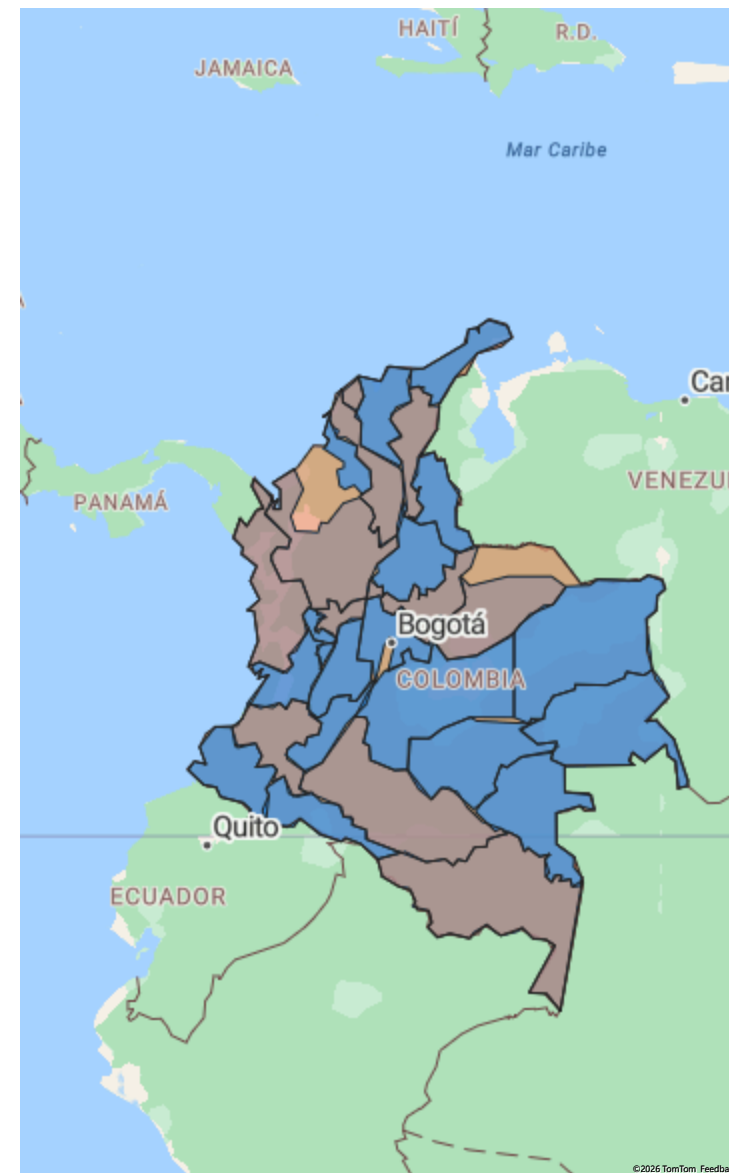 HAITÍ
R.D.
JAMAICA
Mar Caribe
Car
VENEZU
PANAMÁ
Bogotá
COLOMBIA
Quito
ECUADOR
©2026 TomTom Feedba